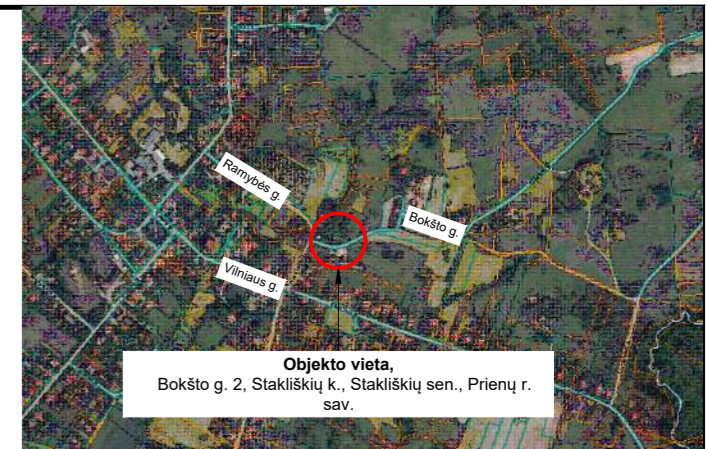 Ramybės g.
Bokšto g.
Vilniaus g.
Objekto vieta,
Bokšto g. 2, Stakliškių k., Stakliškių sen., Prienų r.
sav.